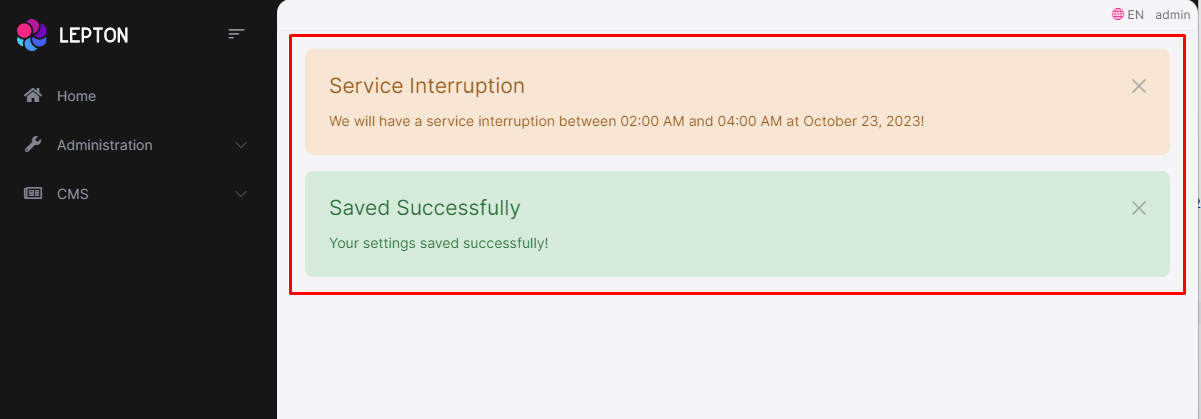 LEPTON
EN admin
Home
Administration
CMS
Service Interruption
We will have a service interruption between 02:00 AM and 04:00 AM at October 23, 2023!
Saved Successfully
Your settings saved successfully!